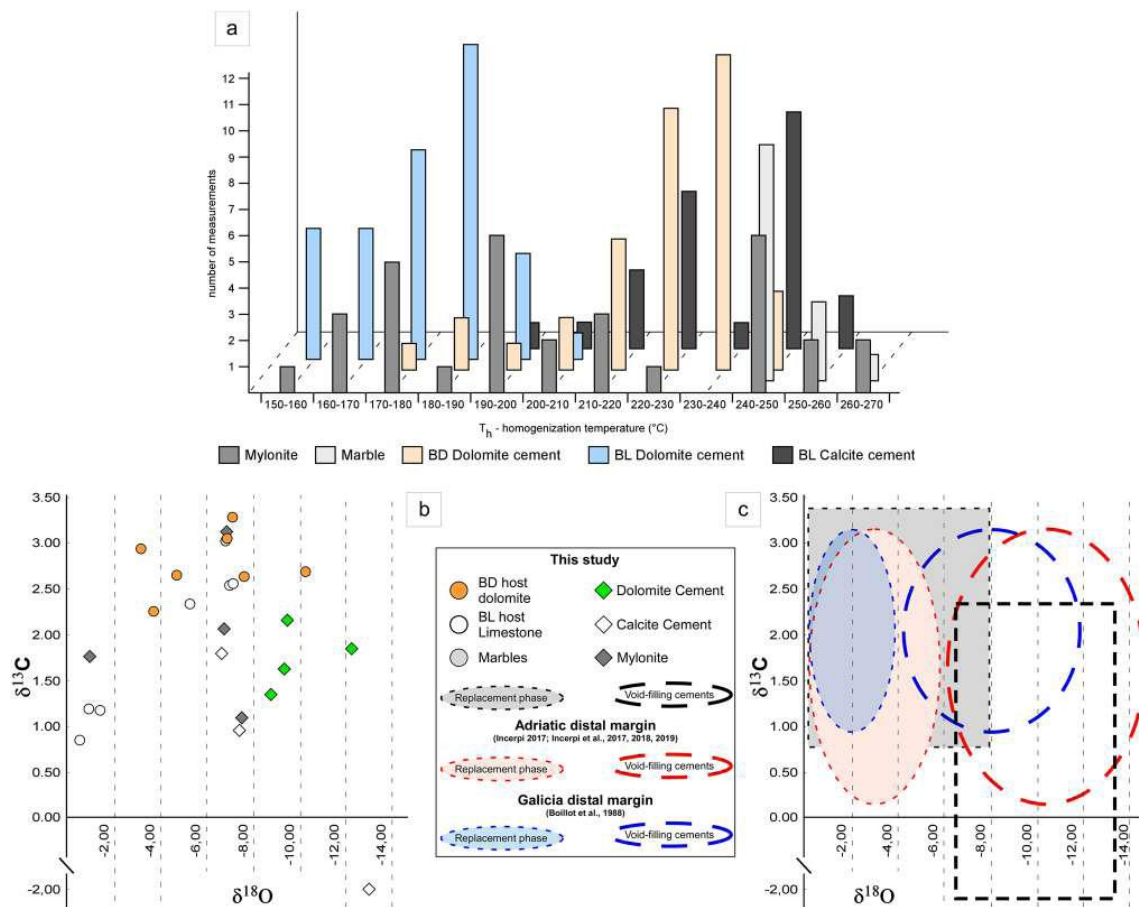 a
12
11
10
9
8
7
6
5
4
3
2
1
number of measurements
150-160 160-170 170-180 180-190 190-200 200-210 210-220 220-230 230-240 240-250 250-260 260-270
Th - homogenization temperature (°C)
Mylonite Marble BD Dolomite cement BL Dolomite cement BL Calcite cement
3.50
3.00
2.50
2.00
1.50
1.00
0.50
0.00
-2,00
δ13C
-2.00 -4.00 -6.00 -8.00 -10.00 -12.00 -14.00
δ18O
b
This study
BD host
dolomite
Dolomite Cement
BL host
Limestone
Calcite Cement
Marbles
Mylonite
Replacement phase Void-filling cements
Adriatic distal margin
(Incerpi 2017; Incerpi et al., 2017, 2018, 2019)
Replacement phase Void-filling cements
Galicia distal margin
(Boillot et al., 1988)
Replacement phase Void-filling cements
c
3.50
3.00
2.50
2.00
1.50
1.00
0.50
0.00
-2,00
δ13C
-2.00 -4.00 -6.00 -8.00 -10.00 -12.00 -14.00
δ18O